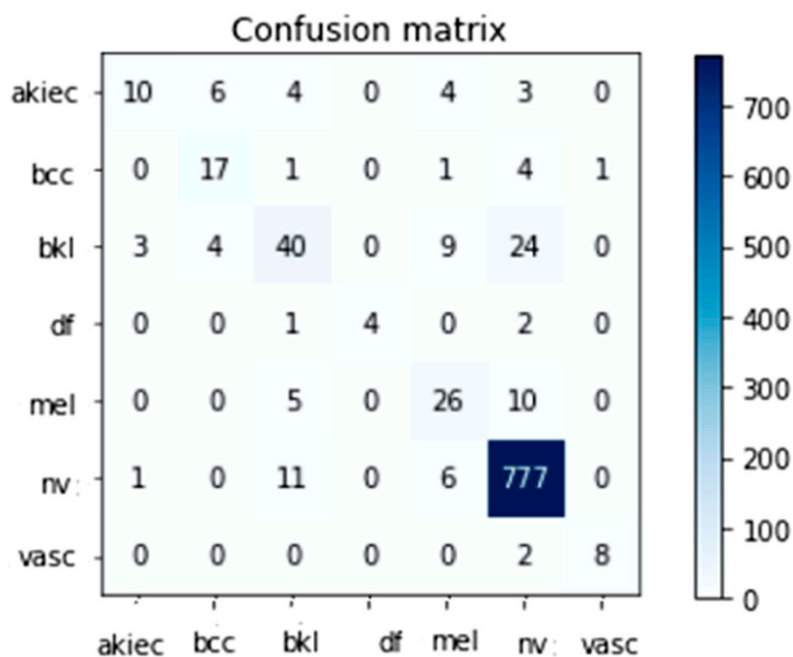 Confusion matrix
akiec 10 6 4 0 4 3 0
bcc 0 17 1 0 1 4 1
bkl 3 4 40 0 9 24 0
df 0 0 1 4 0 2 0
mel 0 0 5 0 26 10 0
nv 1 0 11 0 6 777 0
vasc 0 0 0 0 0 2 8
akiec bcc bkl df mel nv vasc
700
600
500
400
300
200
100
0